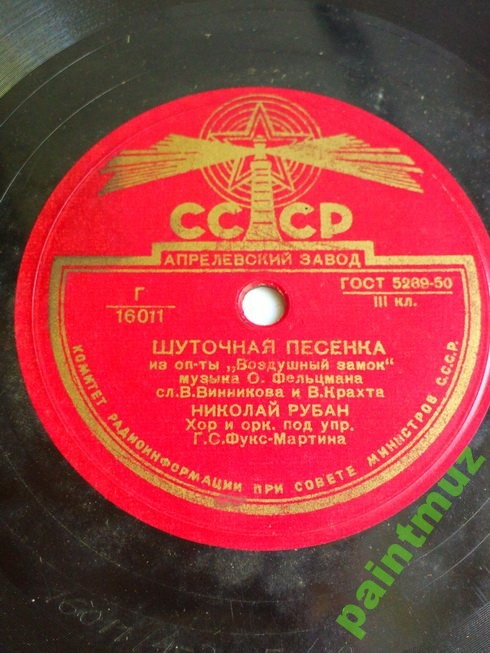 СССР
АПРЕЛЕВСКИЙ ЗАВОД
Г
16011
ГОСТ 5289-50
III кл.
ШУТОЧНАЯ ПЕСЕНКА
из оп-ты „Воздушный замок"
музыка О. Фельцмана
сл. В. Винникова и В. Крахта
НИКОЛАЙ РУБАН
Хор и орк. под упр.
Г. С. Фукс-Мартина
КОМИТЕТ РАДИОИНФОРМАЦИИ ПРИ СОВЕТЕ МИНИСТРОВ С.С.С.Р.
paintmuz